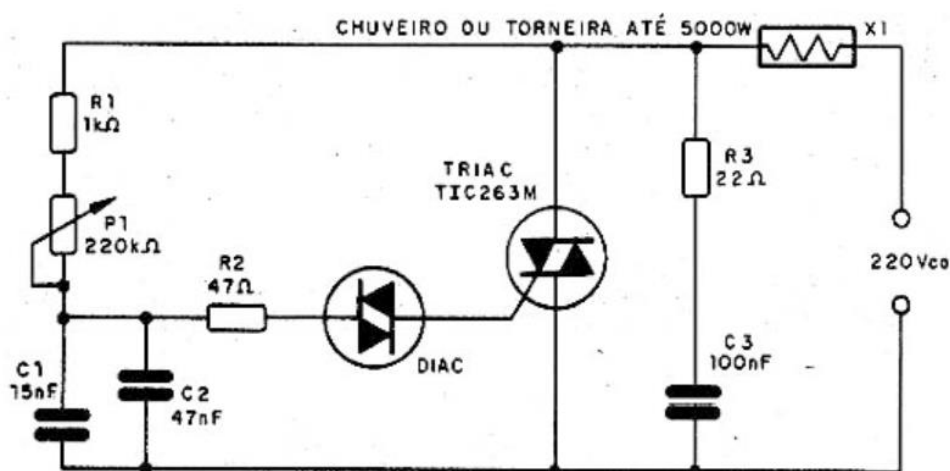 CHUVEIRO OU TORNEIRA ATÉ 5000W
X1
R1
1kΩ
R3
22Ω
TRIAC
TIC263M
P1
220kΩ
R2
47Ω
220Vca
DIAC
C3
100nF
C1
15nF
C2
47nF